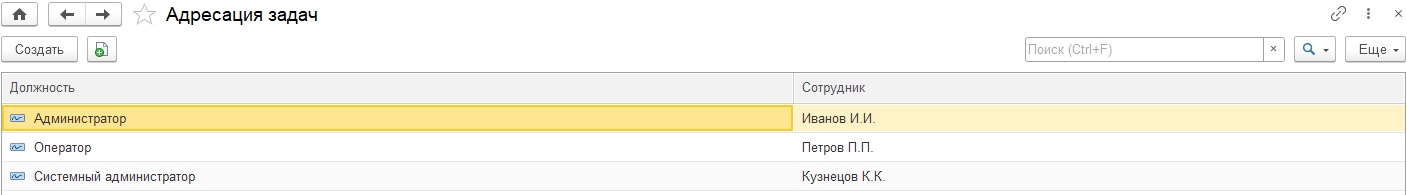 Адресация задач
Создать Поиск (Ctrl+F) × Еще
Должность Сотрудник
Администратор Иванов И.И.
Оператор Петров П.П.
Системный администратор Кузнецов К.К.